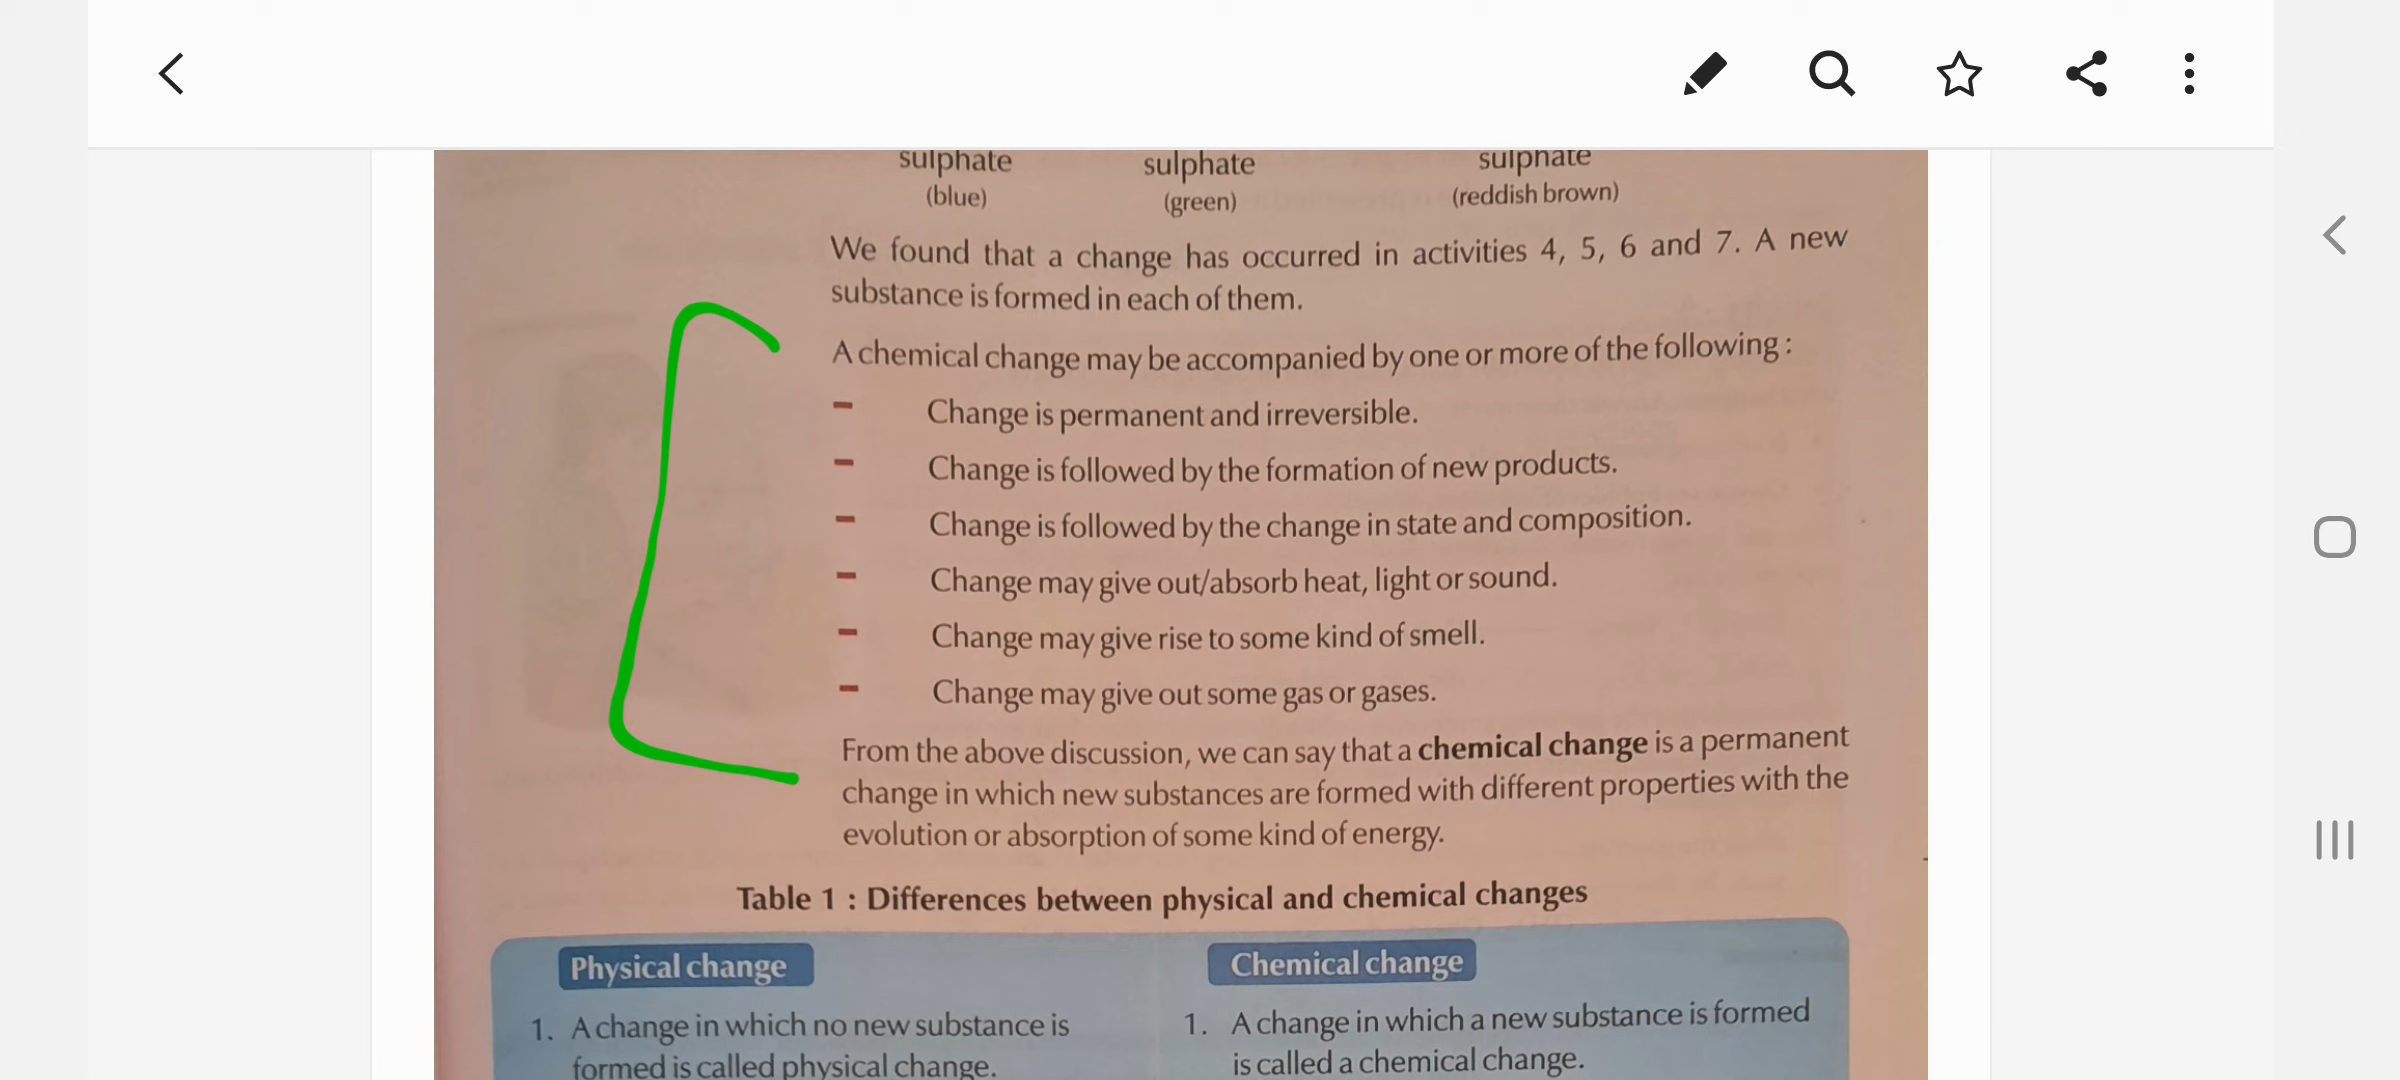 sulphate sulphate sulphate
(blue) (green) (reddish brown)
We found that a change has occurred in activities 4, 5, 6 and 7. A new
substance is formed in each of them.
A chemical change may be accompanied by one or more of the following :
- Change is permanent and irreversible.
- Change is followed by the formation of new products.
- Change is followed by the change in state and composition.
- Change may give out/absorb heat, light or sound.
- Change may give rise to some kind of smell.
- Change may give out some gas or gases.
From the above discussion, we can say that a chemical change is a permanent
change in which new substances are formed with different properties with the
evolution or absorption of some kind of energy.
Table 1 : Differences between physical and chemical changes
Physical change
1. A change in which no new substance is
formed is called physical change.
Chemical change
1. A change in which a new substance is formed
is called a chemical change.